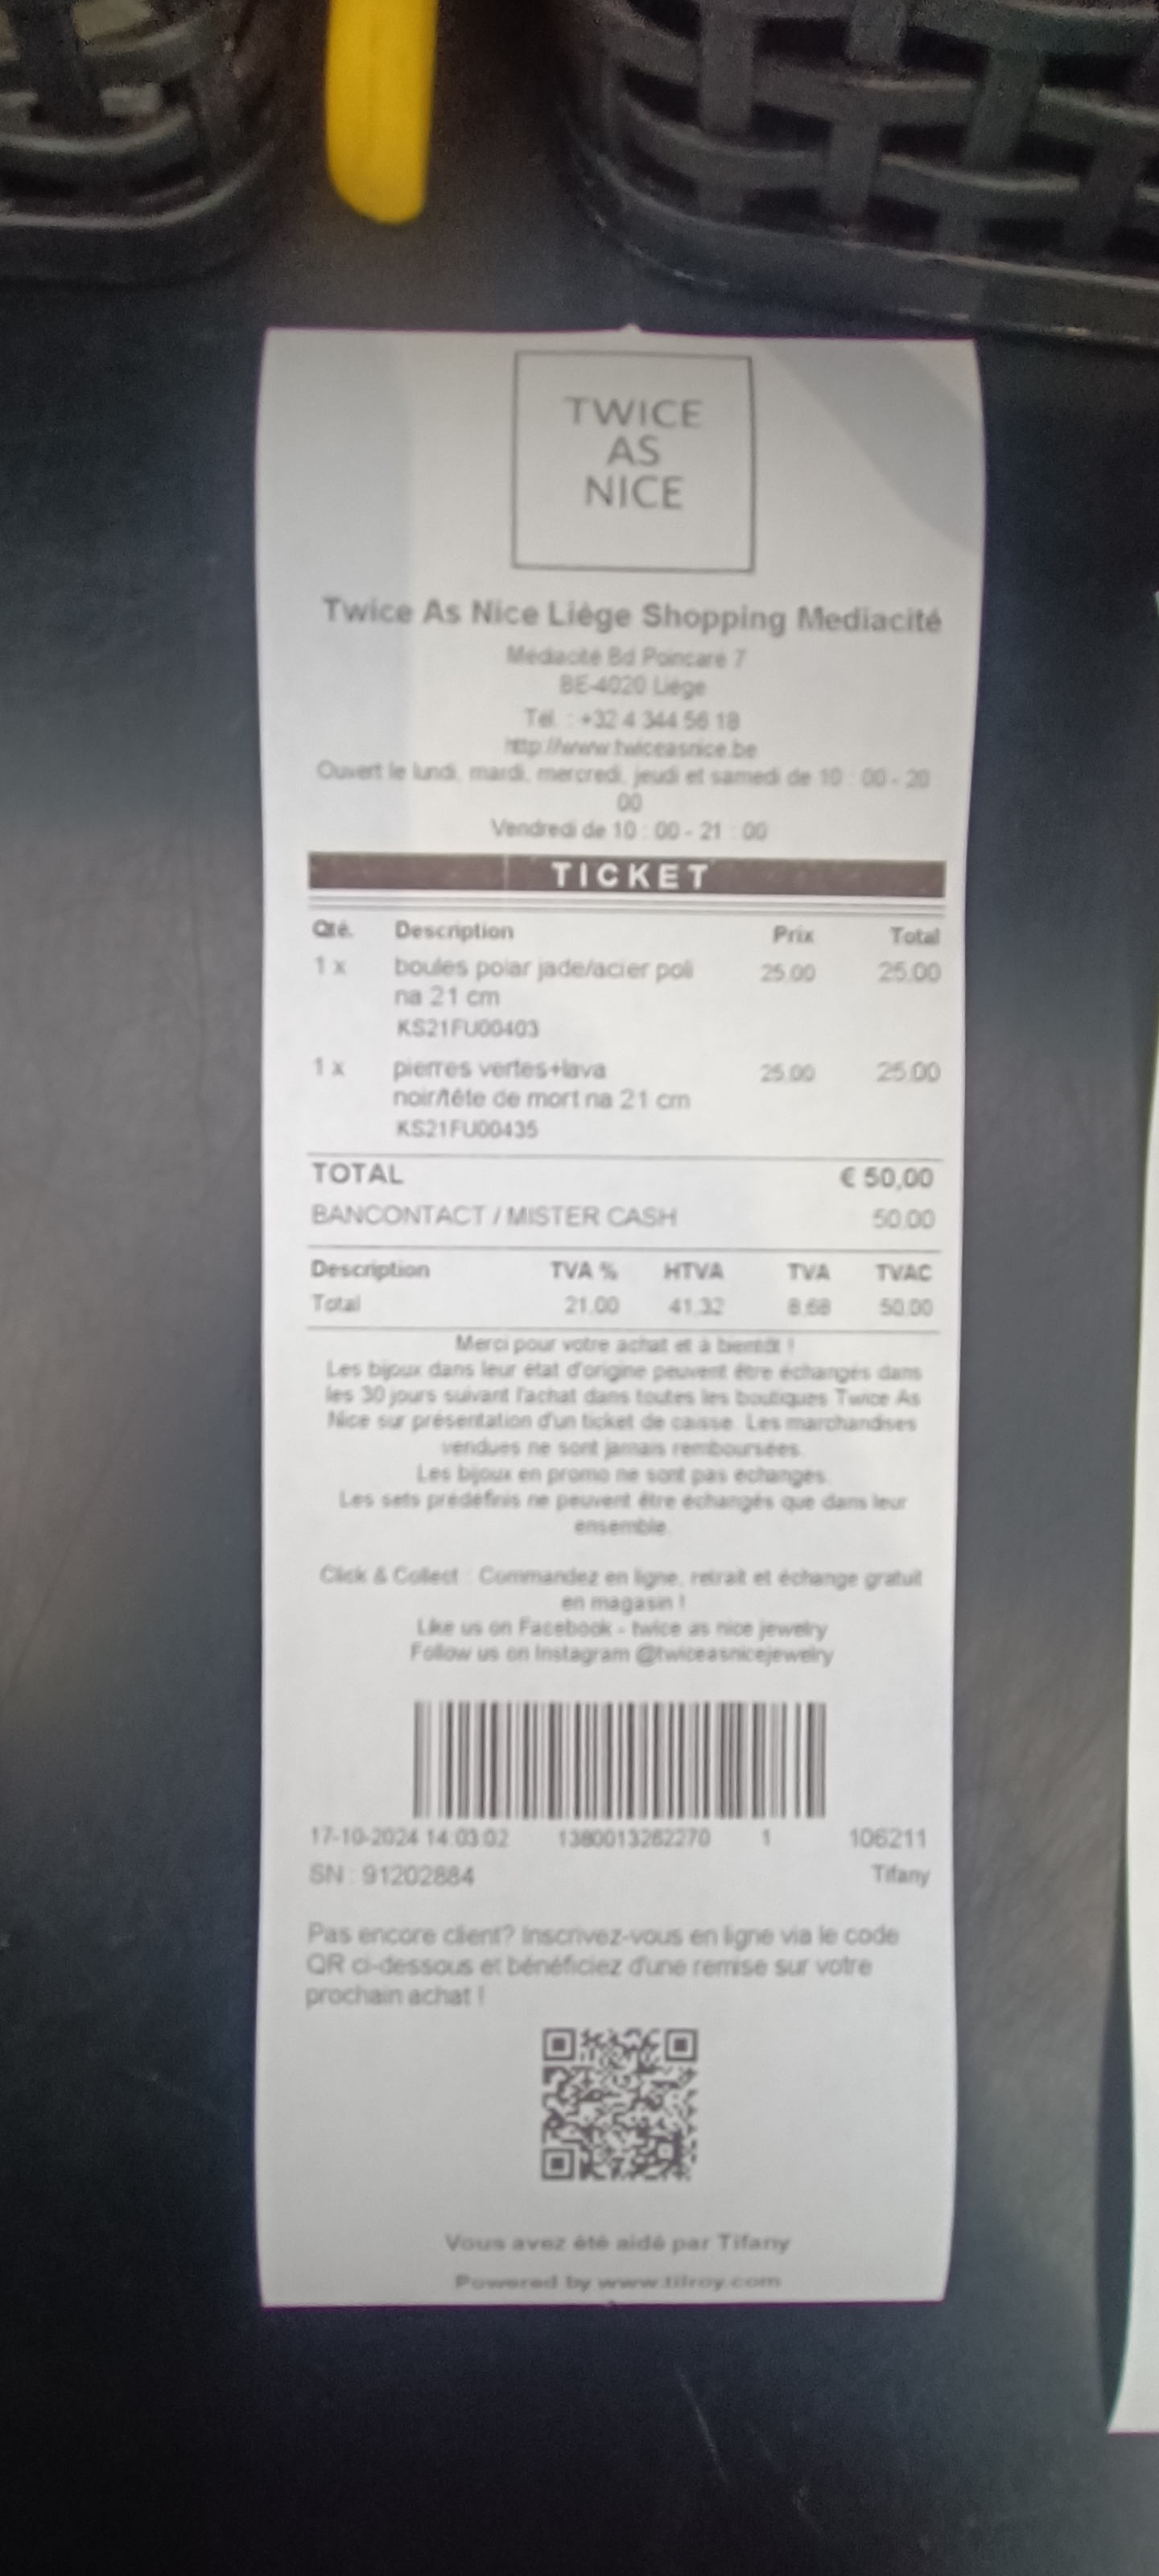 TWICE
AS
NICE
Twice As Nice Liège Shopping Mediacité
Médiacité Bd Poincaré 7
BE-4020 Liège
Tél. : +32 4 344 56 18
http://www.twiceasnice.be
Ouvert le lundi, mardi, mercredi, jeudi et samedi de 10 : 00 - 20
00
Vendredi de 10 : 00 - 21 : 00
TICKET
Qté. Description Prix Total
1 x boules polar jade/acier poli 25.00 25.00
na 21 cm
KS21FU00403
1 x pierres vertes+lava 25.00 25.00
noir/tête de mort na 21 cm
KS21FU00435
TOTAL € 50,00
BANCONTACT / MISTER CASH 50.00
Description TVA % HTVA TVA TVAC
Total 21.00 41.32 8.68 50.00
Merci pour votre achat et à bientôt !
Les bijoux dans leur état d'origine peuvent être échangés dans
les 30 jours suivant l'achat dans toutes les boutiques Twice As
Nice sur présentation d'un ticket de caisse. Les marchandises
vendues ne sont jamais remboursées.
Les bijoux en promo ne sont pas échangés.
Les sets prédéfinis ne peuvent être échangés que dans leur
ensemble.
Click & Collect : Commandez en ligne, retrait et échange gratuit
en magasin !
Like us on Facebook - twice as nice jewelry
Follow us on Instagram @twiceasnicejewelry
17-10-2024 14:03:02 1380013262270 1 106211
SN : 91202884 Tifany
Pas encore client? Inscrivez-vous en ligne via le code
QR ci-dessous et bénéficiez d'une remise sur votre
prochain achat !
Vous avez été aidé par Tifany
Powered by www.tilroy.com